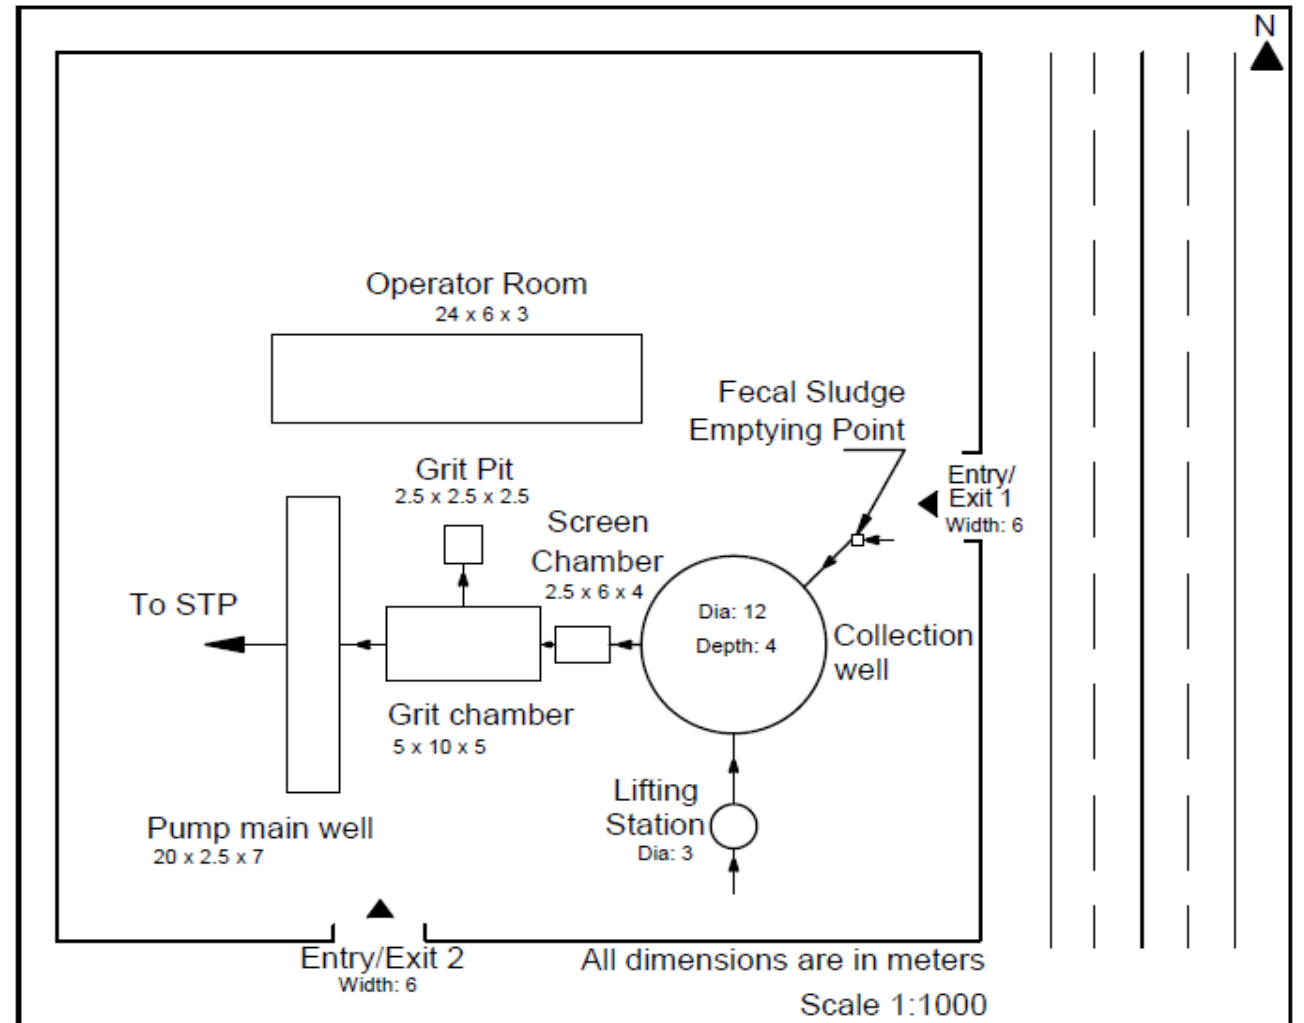 N
Operator Room
24 x 6 x 3
Fecal Sludge
Emptying Point
Grit Pit
2.5 x 2.5 x 2.5
Entry/
Exit 1
Width: 6
Screen
Chamber
2.5 x 6 x 4
To STP
Dia: 12
Depth: 4
Collection
well
Grit chamber
5 x 10 x 5
Lifting
Station
Dia: 3
Pump main well
20 x 2.5 x 7
Entry/Exit 2
Width: 6
All dimensions are in meters
Scale 1:1000